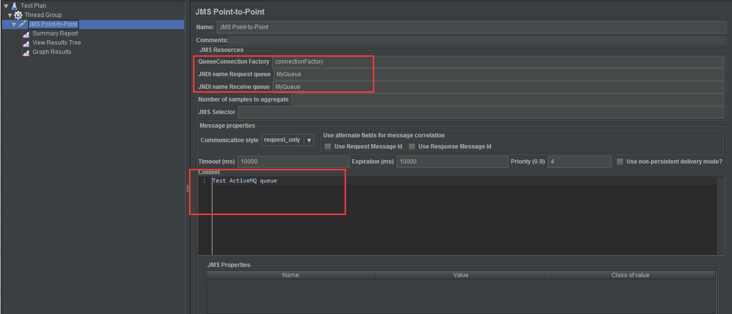 Test Plan
Thread Group
JMS Point-to-Point
Summary Report
View Results Tree
Graph Results
JMS Point-to-Point
Name: JMS Point-to-Point
Comments:
JMS Resources
QueueConnection Factory connectionFactory
JNDI name Request queue MyQueue
JNDI name Receive queue MyQueue
Number of samples to aggregate
JMS Selector
Message properties
Communication style request_only
Use alternate fields for message correlation
Use Request Message Id Use Response Message Id
Timeout (ms) 10000 Expiration (ms) 10000 Priority (0-9) 4 Use non-persistent delivery mode?
Content
1 Test ActiveMQ queue
JMS Properties
Name: Value Class of value